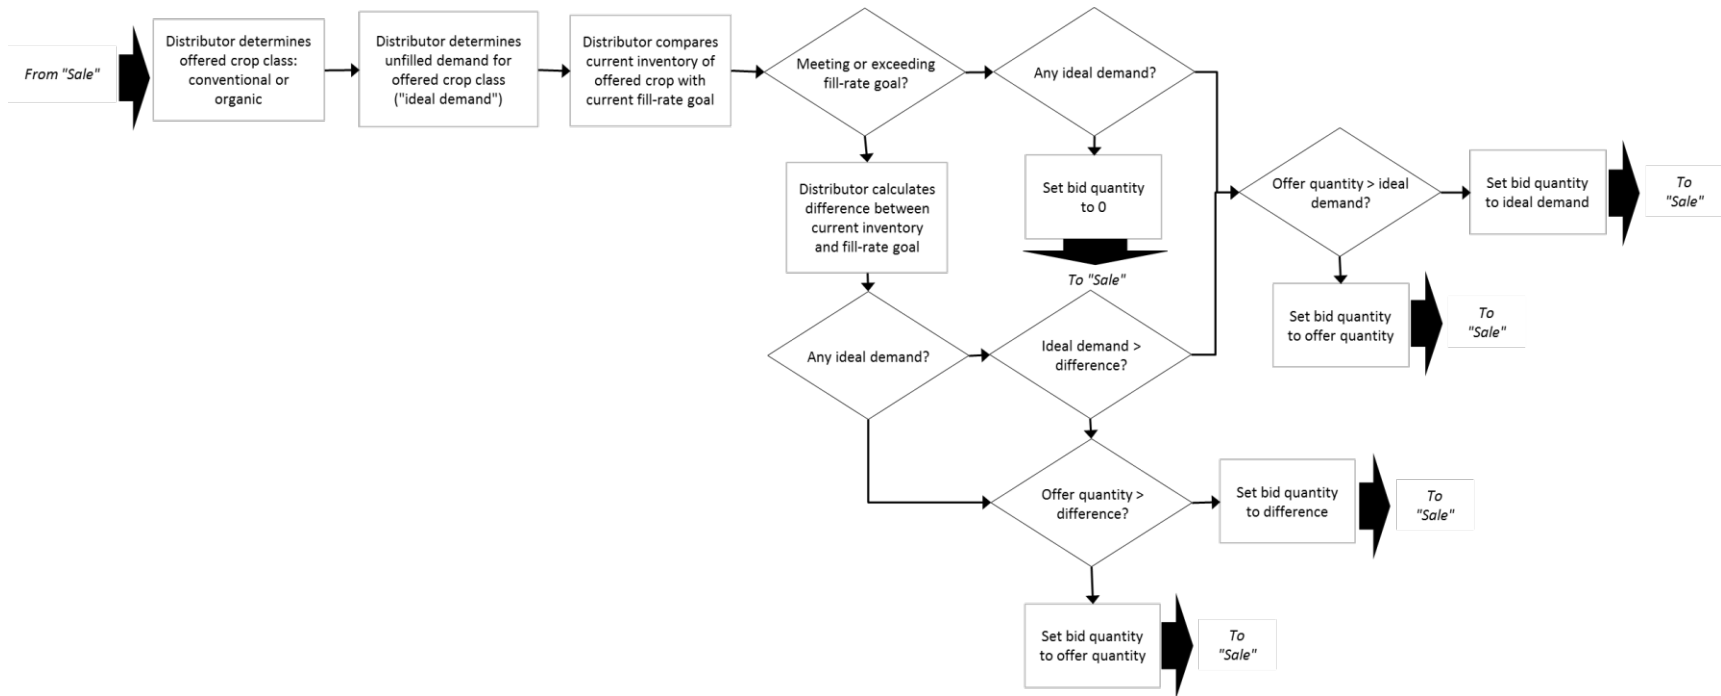 From "Sale"
Distributor determines
offered crop class:
conventional or
organic
Distributor determines
unfilled demand for
offered crop class
("ideal demand")
Distributor compares
current inventory of
offered crop with
current fill-rate goal
Meeting or exceeding
fill-rate goal?
Any ideal demand?
Distributor calculates
difference between
current inventory
and fill-rate goal
Set bid quantity
to 0
To "Sale"
Offer quantity > ideal
demand?
Set bid quantity
to ideal demand
To
"Sale"
Set bid quantity
to offer quantity
To
"Sale"
Any ideal demand?
Ideal demand >
difference?
Offer quantity >
difference?
Set bid quantity
to difference
To
"Sale"
Set bid quantity
to offer quantity
To
"Sale"